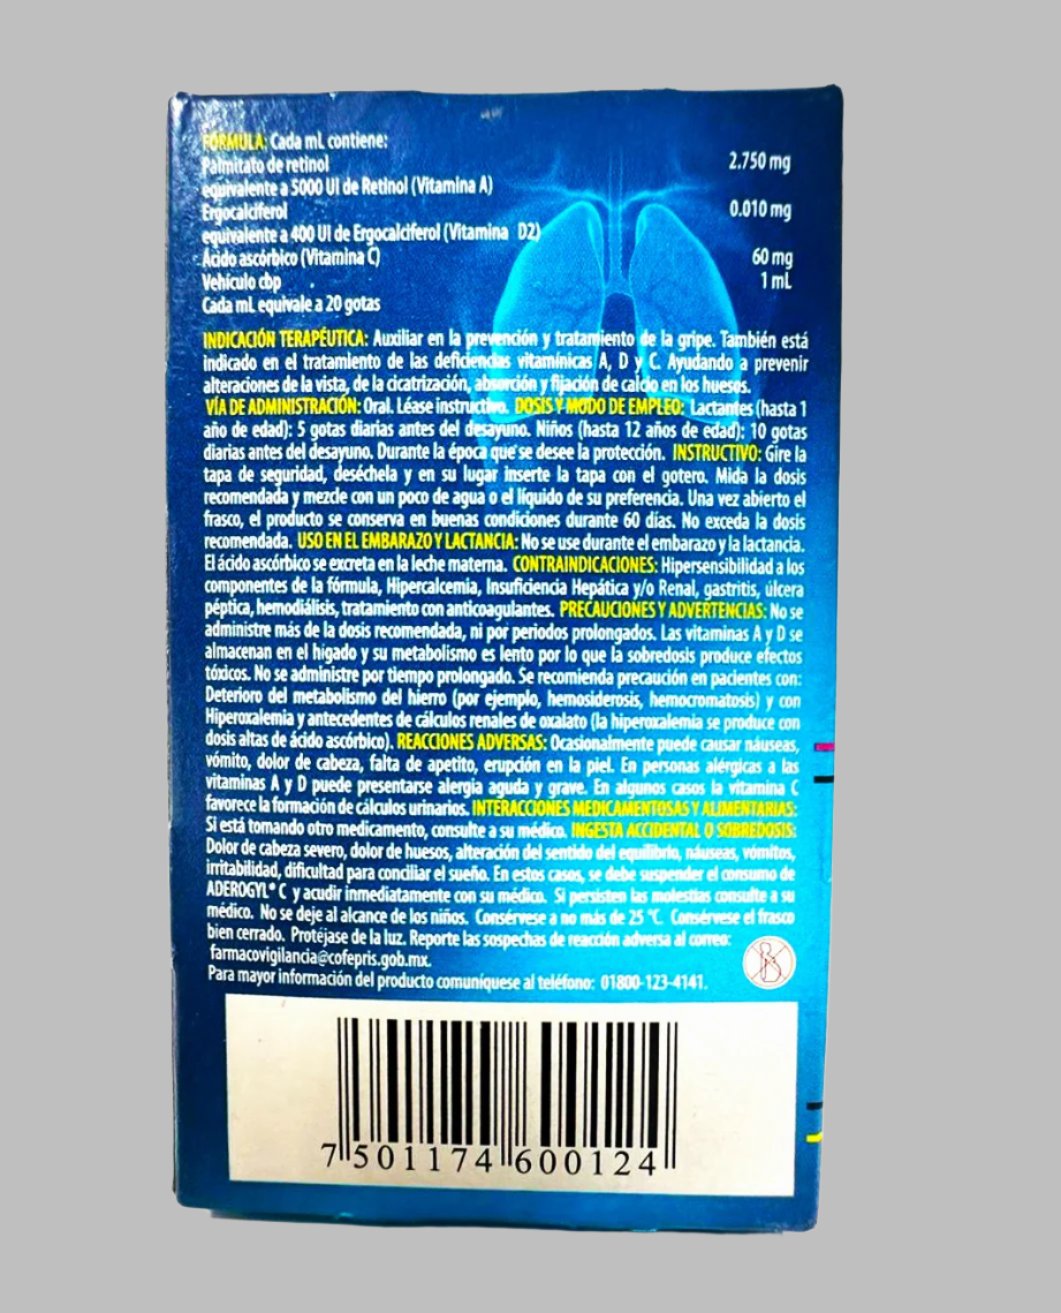 FÓRMULA: Cada mL contiene:
Palmitato de retinol 2.750 mg
equivalente a 5000 UI de Retinol (Vitamina A)
Ergocalciferol 0.010 mg
equivalente a 400 UI de Ergocalciferol (Vitamina D2)
Ácido ascórbico (Vitamina C) 60 mg
Vehículo cbp 1 mL
Cada mL equivale a 20 gotas
INDICACIÓN TERAPÉUTICA: Auxiliar en la prevención y tratamiento de la gripe. También está
indicado en el tratamiento de las deficiencias vitamínicas A, D y C. Ayudando a prevenir
alteraciones de la vista, de la cicatrización, absorción y fijación de calcio en los huesos.
VÍA DE ADMINISTRACIÓN: Oral. Léase instructivo. DOSIS Y MODO DE EMPLEO: Lactantes (hasta 1
año de edad): 5 gotas diarias antes del desayuno. Niños (hasta 12 años de edad): 10 gotas
diarias antes del desayuno. Durante la época que se desee la protección. INSTRUCTIVO: Gire la
tapa de seguridad, deséchela y en su lugar inserte la tapa con el gotero. Mida la dosis
recomendada y mezcle con un poco de agua o el líquido de su preferencia. Una vez abierto el
frasco, el producto se conserva en buenas condiciones durante 60 días. No exceda la dosis
recomendada. USO EN EL EMBARAZO Y LACTANCIA: No se use durante el embarazo y la lactancia.
El ácido ascórbico se excreta en la leche materna. CONTRAINDICACIONES: Hipersensibilidad a los
componentes de la fórmula, Hipercalcemia, Insuficiencia Hepática y/o Renal, gastritis, úlcera
péptica, hemodiálisis, tratamiento con anticoagulantes. PRECAUCIONES Y ADVERTENCIAS: No se
administre más de la dosis recomendada, ni por periodos prolongados. Las vitaminas A y D se
almacenan en el hígado y su metabolismo es lento por lo que la sobredosis produce efectos
tóxicos. No se administre por tiempo prolongado. Se recomienda precaución en pacientes con:
Deterioro del metabolismo del hierro (por ejemplo, hemosiderosis, hemocromatosis) y con
Hiperoxalemia y antecedentes de cálculos renales de oxalato (la hiperoxalemia se produce con
dosis altas de ácido ascórbico). REACCIONES ADVERSAS: Ocasionalmente puede causar náuseas,
vómito, dolor de cabeza, falta de apetito, erupción en la piel. En personas alérgicas a las
vitaminas A y D puede presentarse alergia aguda y grave. En algunos casos la vitamina C
favorece la formación de cálculos urinarios. INTERACCIONES MEDICAMENTOSAS Y ALIMENTARIAS:
Si está tomando otro medicamento, consulte a su médico. INGESTA ACCIDENTAL O SOBREDOSIS:
Dolor de cabeza severo, dolor de huesos, alteración del sentido del equilibrio, náuseas, vómitos,
irritabilidad, dificultad para conciliar el sueño. En estos casos, se debe suspender el consumo de
ADEROGYL® C y acudir inmediatamente con su médico. Si persisten las molestias consulte a su
médico. No se deje al alcance de los niños. Consérvese a no más de 25 °C. Consérvese el frasco
bien cerrado. Protéjase de la luz. Reporte las sospechas de reacción adversa al correo:
farmacovigilancia@cofepris.gob.mx.
Para mayor información del producto comuníquese al teléfono: 01800-123-4141.
7 501174 600124